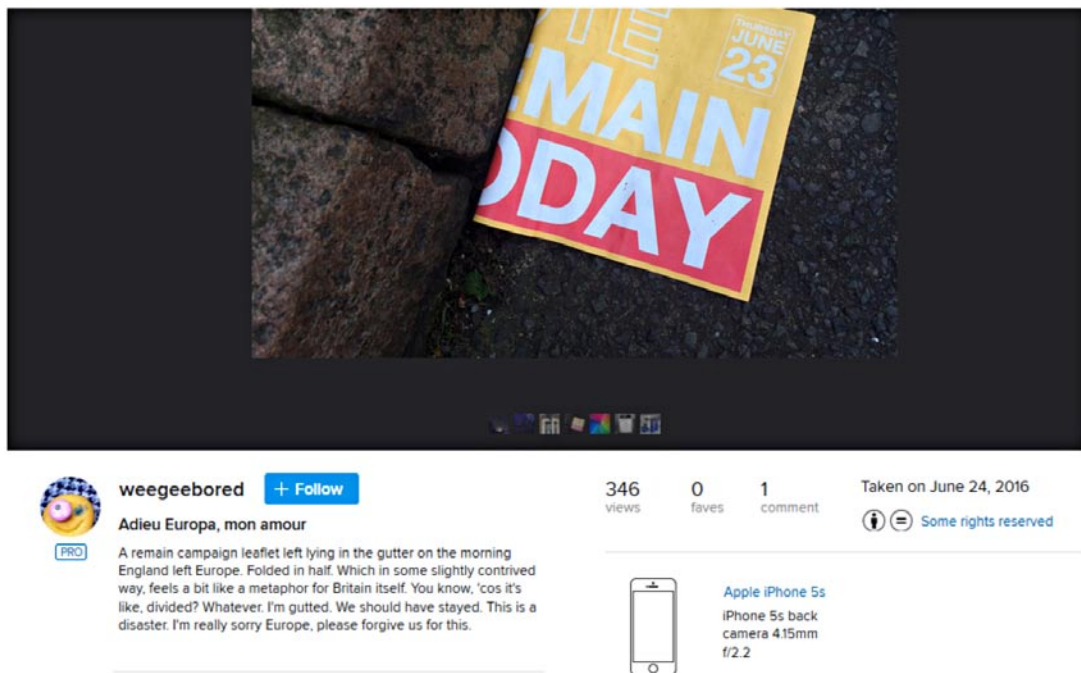 TE
EMAIN
ODAY
THURSDAY
JUNE
23
weegeebored
+ Follow
PRO
Adieu Europa, mon amour
A remain campaign leaflet left lying in the gutter on the morning
England left Europe. Folded in half. Which in some slightly contrived
way, feels a bit like a metaphor for Britain itself. You know, 'cos it's
like, divided? Whatever. I'm gutted. We should have stayed. This is a
disaster. I'm really sorry Europe, please forgive us for this.
346
views
0
faves
1
comment
Taken on June 24, 2016
Some rights reserved
Apple iPhone 5s
iPhone 5s back
camera 4.15mm
f/2.2